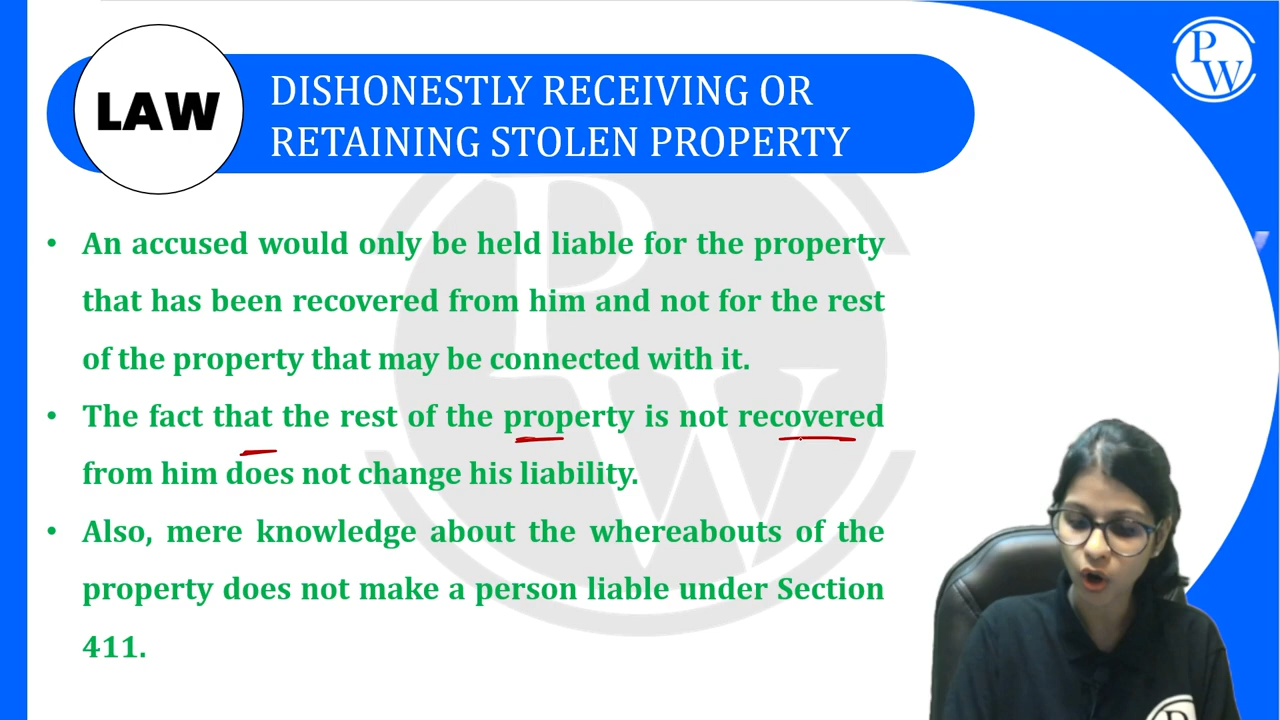 LAW
DISHONESTLY RECEIVING OR
RETAINING STOLEN PROPERTY
PW
• An accused would only be held liable for the property
that has been recovered from him and not for the rest
of the property that may be connected with it.
• The fact that the rest of the property is not recovered
from him does not change his liability.
• Also, mere knowledge about the whereabouts of the
property does not make a person liable under Section
411.
PW
PW